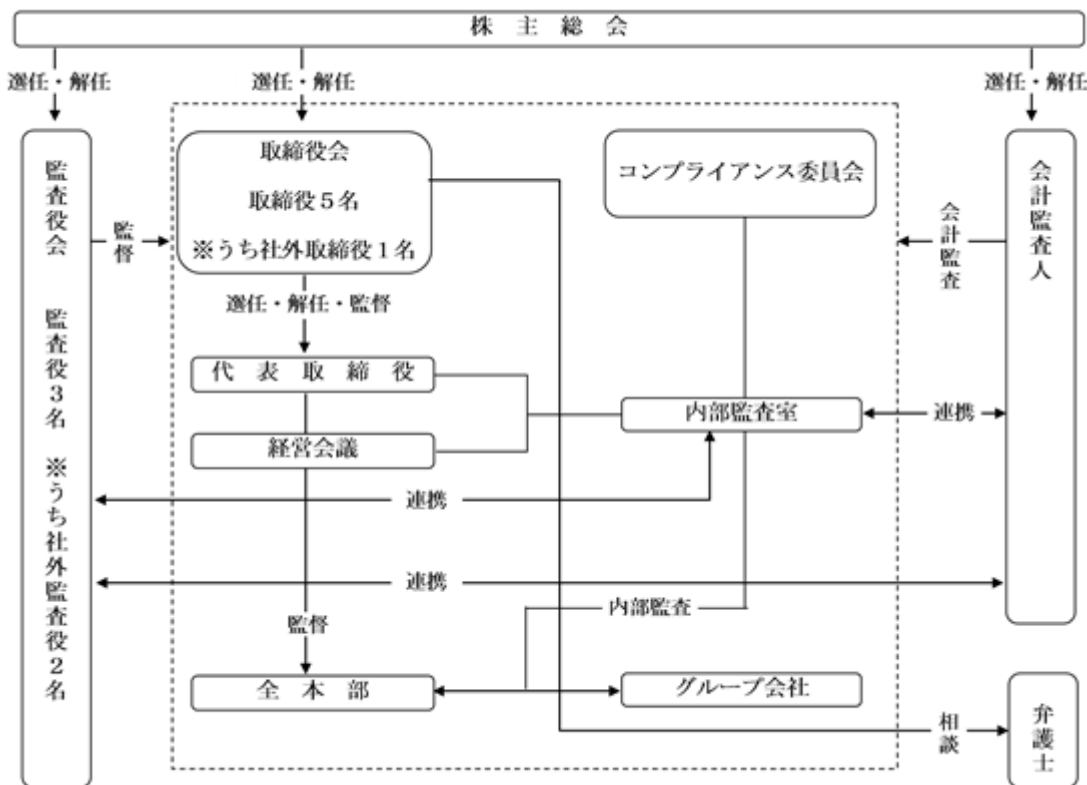 株主総会
選任・解任
選任・解任
選任・解任
監査役会 監査役3名 ※うち社外監査役2名
監督
取締役会
取締役5名
※うち社外取締役1名
コンプライアンス委員会
会計監査
会計監査人
選任・解任・監督
代表取締役
経営会議
内部監査室
連携
連携
連携
内部監査
監督
全本部
グループ会社
相談
弁護士